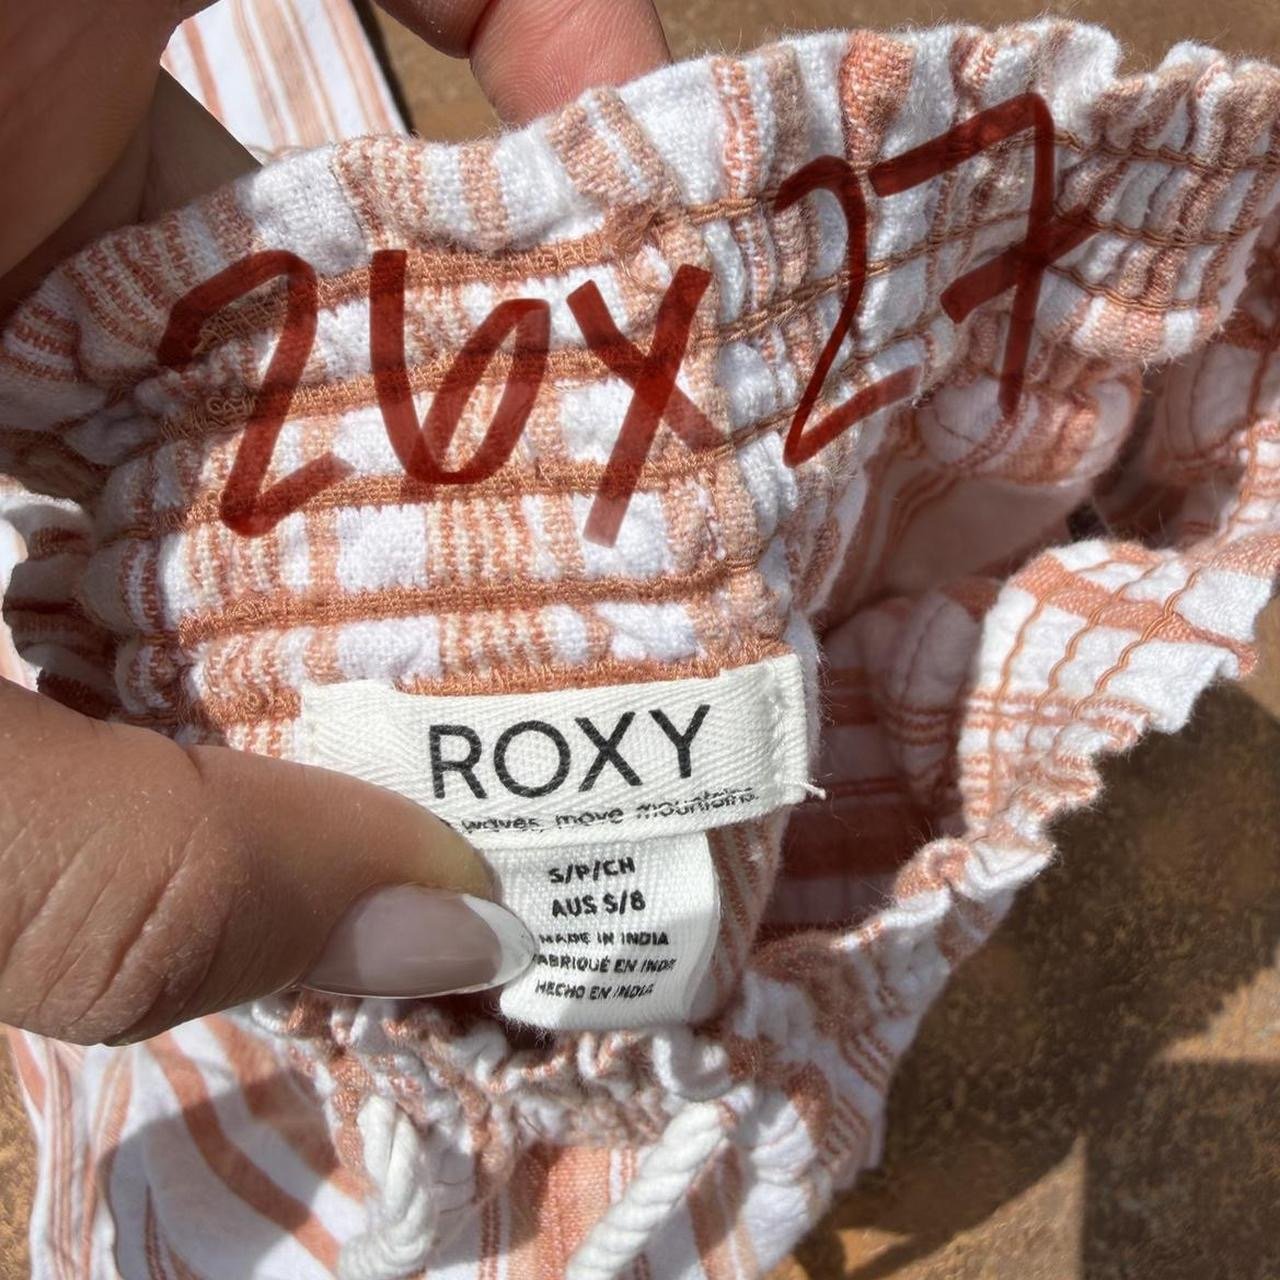 26x27
ROXY
waves, move mountains.
S/P/CH
AUS S/8
MADE IN INDIA
FABRIQUÉ EN INDE
HECHO EN INDIA